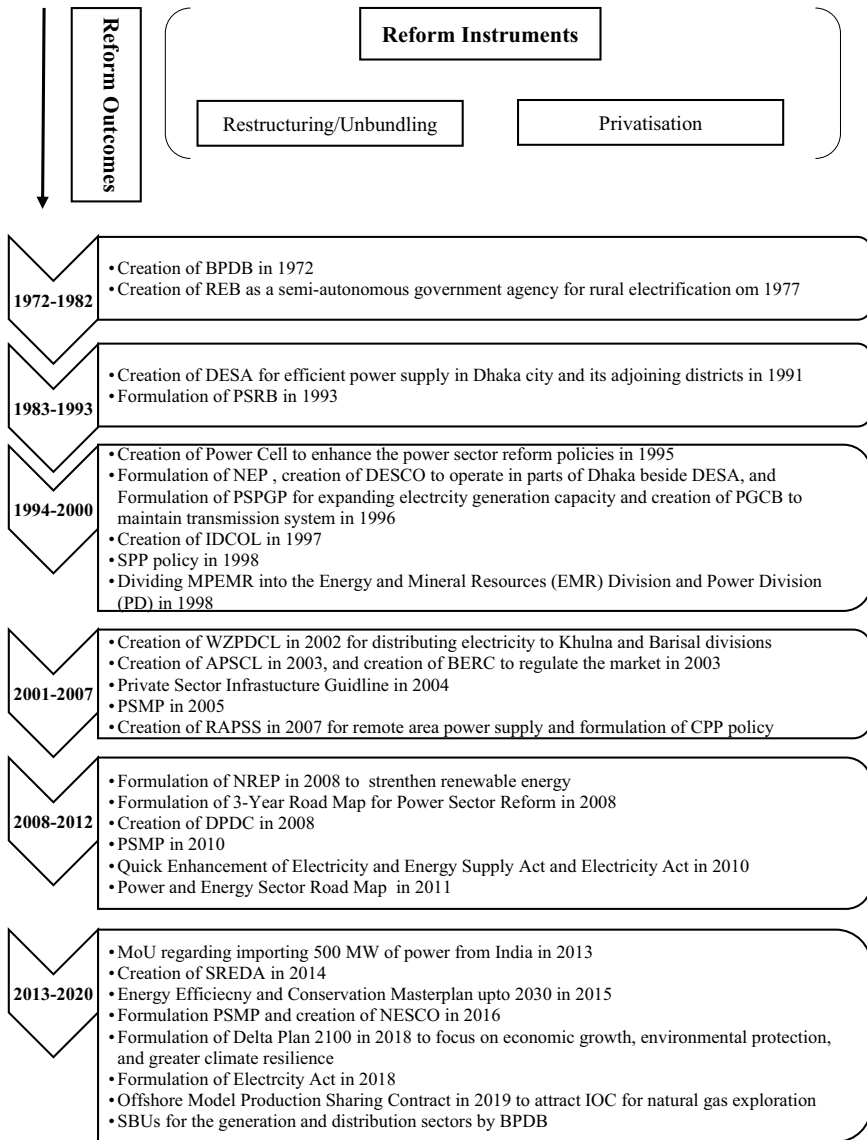 Reform Outcomes
Reform Instruments
Restructuring/Unbundling
Privatisation
1972-1982
• Creation of BPDB in 1972
• Creation of REB as a semi-autonomous government agency for rural electrification om 1977
1983-1993
• Creation of DESA for efficient power supply in Dhaka city and its adjoining districts in 1991
• Formulation of PSRB in 1993
1994-2000
• Creation of Power Cell to enhance the power sector reform policies in 1995
• Formulation of NEP , creation of DESCO to operate in parts of Dhaka beside DESA, and
Formulation of PSPGP for expanding electrcity generation capacity and creation of PGCB to
maintain transmission system in 1996
• Creation of IDCOL in 1997
• SPP policy in 1998
• Dividing MPEMR into the Energy and Mineral Resources (EMR) Division and Power Division
(PD) in 1998
2001-2007
• Creation of WZPDCL in 2002 for distributing electricity to Khulna and Barisal divisions
• Creation of APSCL in 2003, and creation of BERC to regulate the market in 2003
• Private Sector Infrastucture Guidline in 2004
• PSMP in 2005
• Creation of RAPSS in 2007 for remote area power supply and formulation of CPP policy
2008-2012
• Formulation of NREP in 2008 to strenthen renewable energy
• Formulation of 3-Year Road Map for Power Sector Reform in 2008
• Creation of DPDC in 2008
• PSMP in 2010
• Quick Enhancement of Electricity and Energy Supply Act and Electricity Act in 2010
• Power and Energy Sector Road Map in 2011
2013-2020
• MoU regarding importing 500 MW of power from India in 2013
• Creation of SREDA in 2014
• Energy Efficiecny and Conservation Masterplan upto 2030 in 2015
• Formulation PSMP and creation of NESCO in 2016
• Formulation of Delta Plan 2100 in 2018 to focus on economic growth, environmental protection,
and greater climate resilience
• Formulation of Electrcity Act in 2018
• Offshore Model Production Sharing Contract in 2019 to attract IOC for natural gas exploration
• SBUs for the generation and distribution sectors by BPDB